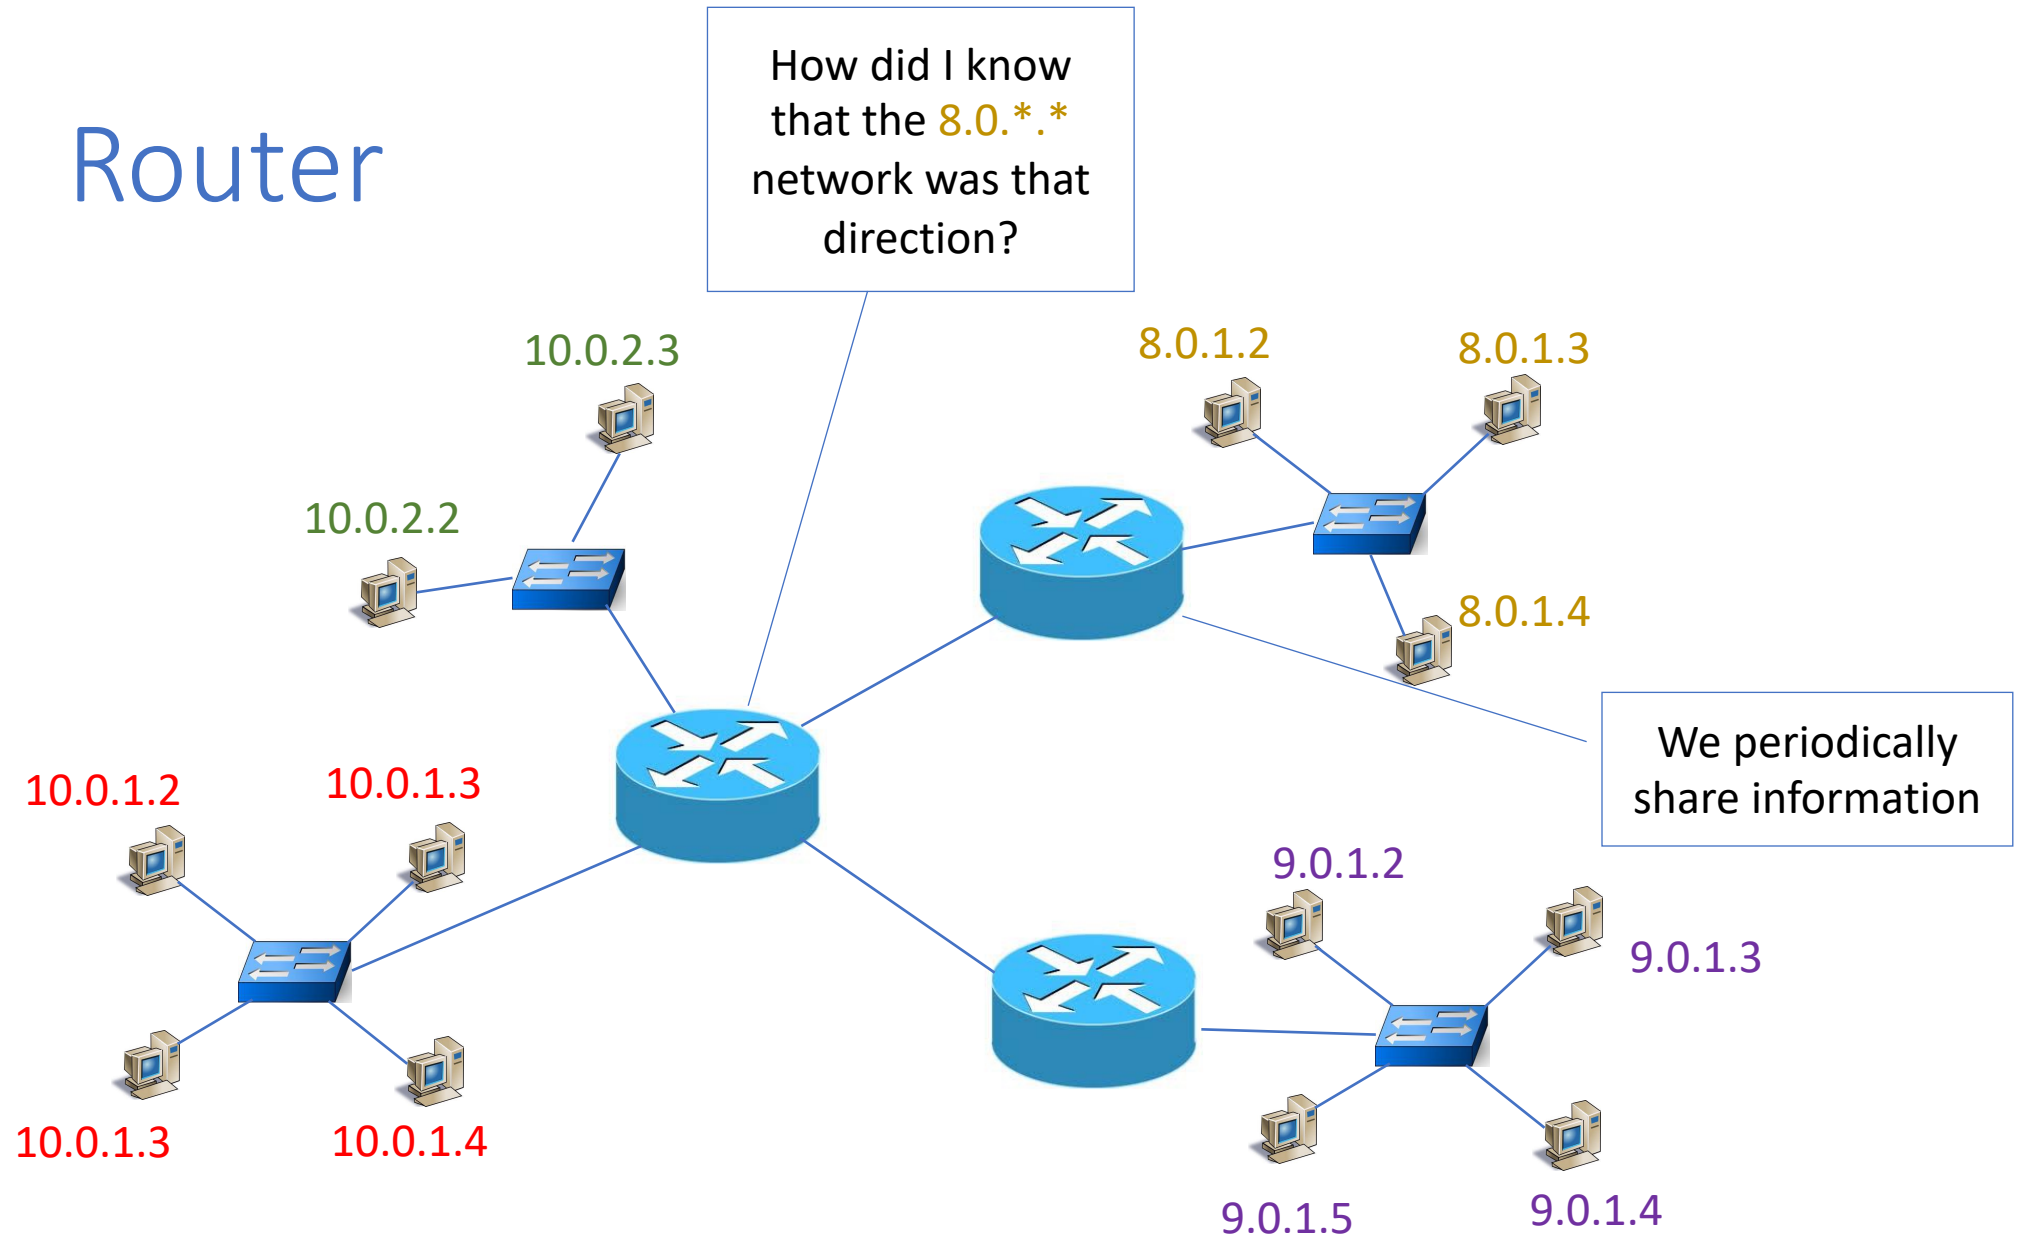 Router
How did I know
that the 8.0.*.*
network was that
direction?
10.0.2.3
8.0.1.2
8.0.1.3
10.0.2.2
8.0.1.4
We periodically
share information
10.0.1.2
10.0.1.3
9.0.1.2
9.0.1.3
10.0.1.3
10.0.1.4
9.0.1.5
9.0.1.4